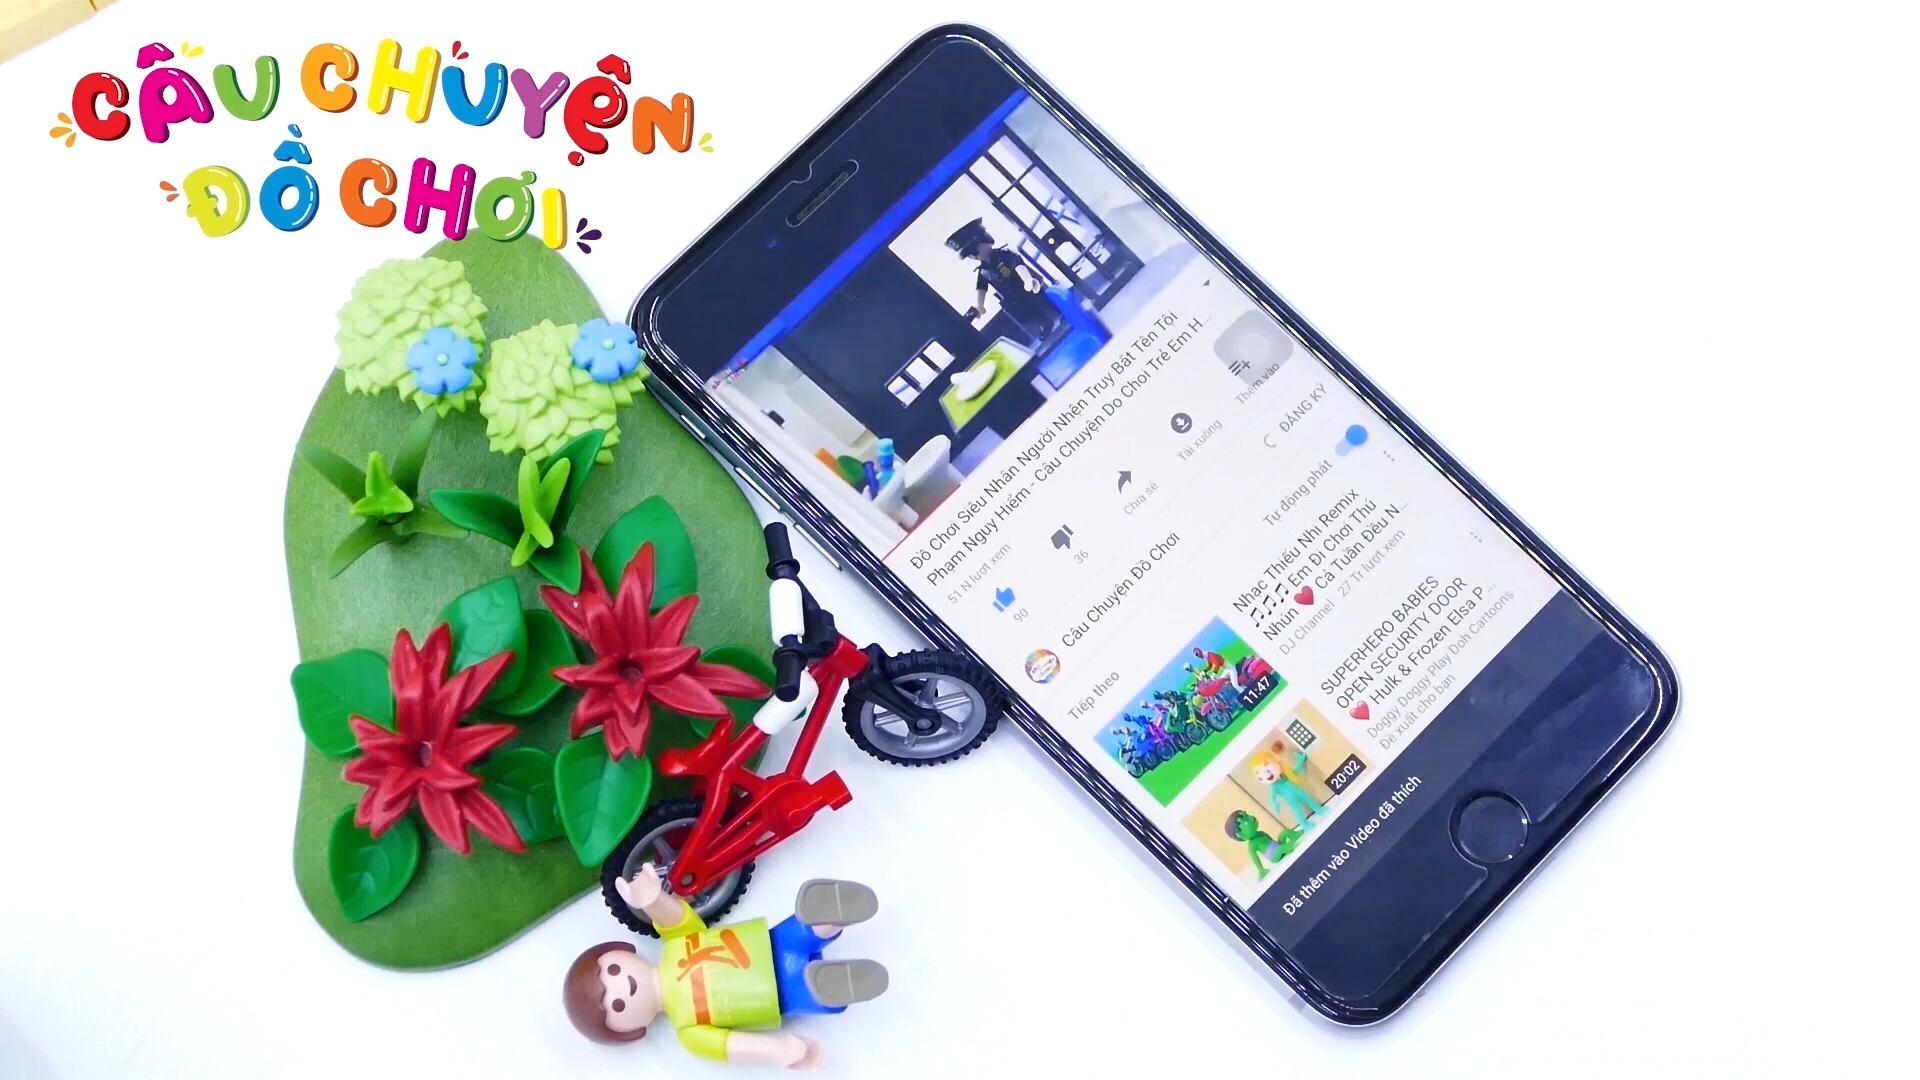 CÂU CHUYỆN
ĐỒ CHƠI
Đồ Chơi Siêu Nhân Người Nhện Truy Bắt Tên Tội
Phạm Nguy Hiểm - Câu Chuyện Do Choi Trẻ Em H...
51 N lượt xem
90
36
Chia sẻ
Tải xuống
Thêm vào
Câu Chuyện Đồ Chơi
ĐĂNG KÝ
Tiếp theo
Tự động phát
11:47
Nhạc Thiếu Nhi Remix
♫♫♫ Em Đi Chơi Thú
Nhún ❤ Cả Tuần Đều N...
DJ Channel 27 Tr lượt xem
20:02
SUPERHERO BABIES
OPEN SECURITY DOOR
❤ Hulk & Frozen Elsa P...
Doggy Doggy Play Doh Cartoons
Đề xuất cho bạn
Đã thêm vào Video đã thích